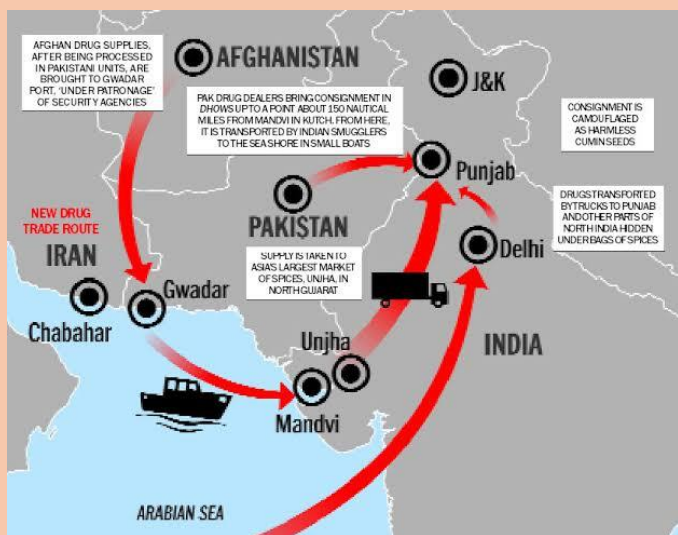 AFGHAN DRUG SUPPLIES,
AFTER BEING PROCESSED
IN PAKISTANI UNITS, ARE
BROUGHT TO GWADAR
PORT, 'UNDER PATRONAGE'
OF SECURITY AGENCIES
AFGHANISTAN
J&K
PAK DRUG DEALERS BRING CONSIGNMENT IN
DHOWS UPTO A POINT ABOUT 150 NAUTICAL
MILES FROM MANDVI IN KUTCH. FROM HERE,
IT IS TRANSPORTED BY INDIAN SMUGGLERS
TO THE SEA SHORE IN SMALL BOATS
CONSIGNMENT IS
CAMOUFLAGED
AS HARMLESS
CUMIN SEEDS
Punjab
DRUGS TRANSPORTED
BY TRUCKS TO PUNJAB
AND OTHER PARTS OF
NORTH INDIA HIDDEN
UNDER BAGS OF SPICES
PAKISTAN
NEW DRUG
TRADE ROUTE
IRAN
SUPPLY IS TAKEN TO
ASIA'S LARGEST MARKET
OF SPICES, UNJHA, IN
NORTH GUJARAT
Delhi
Gwadar
Chabahar
Unjha
INDIA
Mandvi
ARABIAN SEA